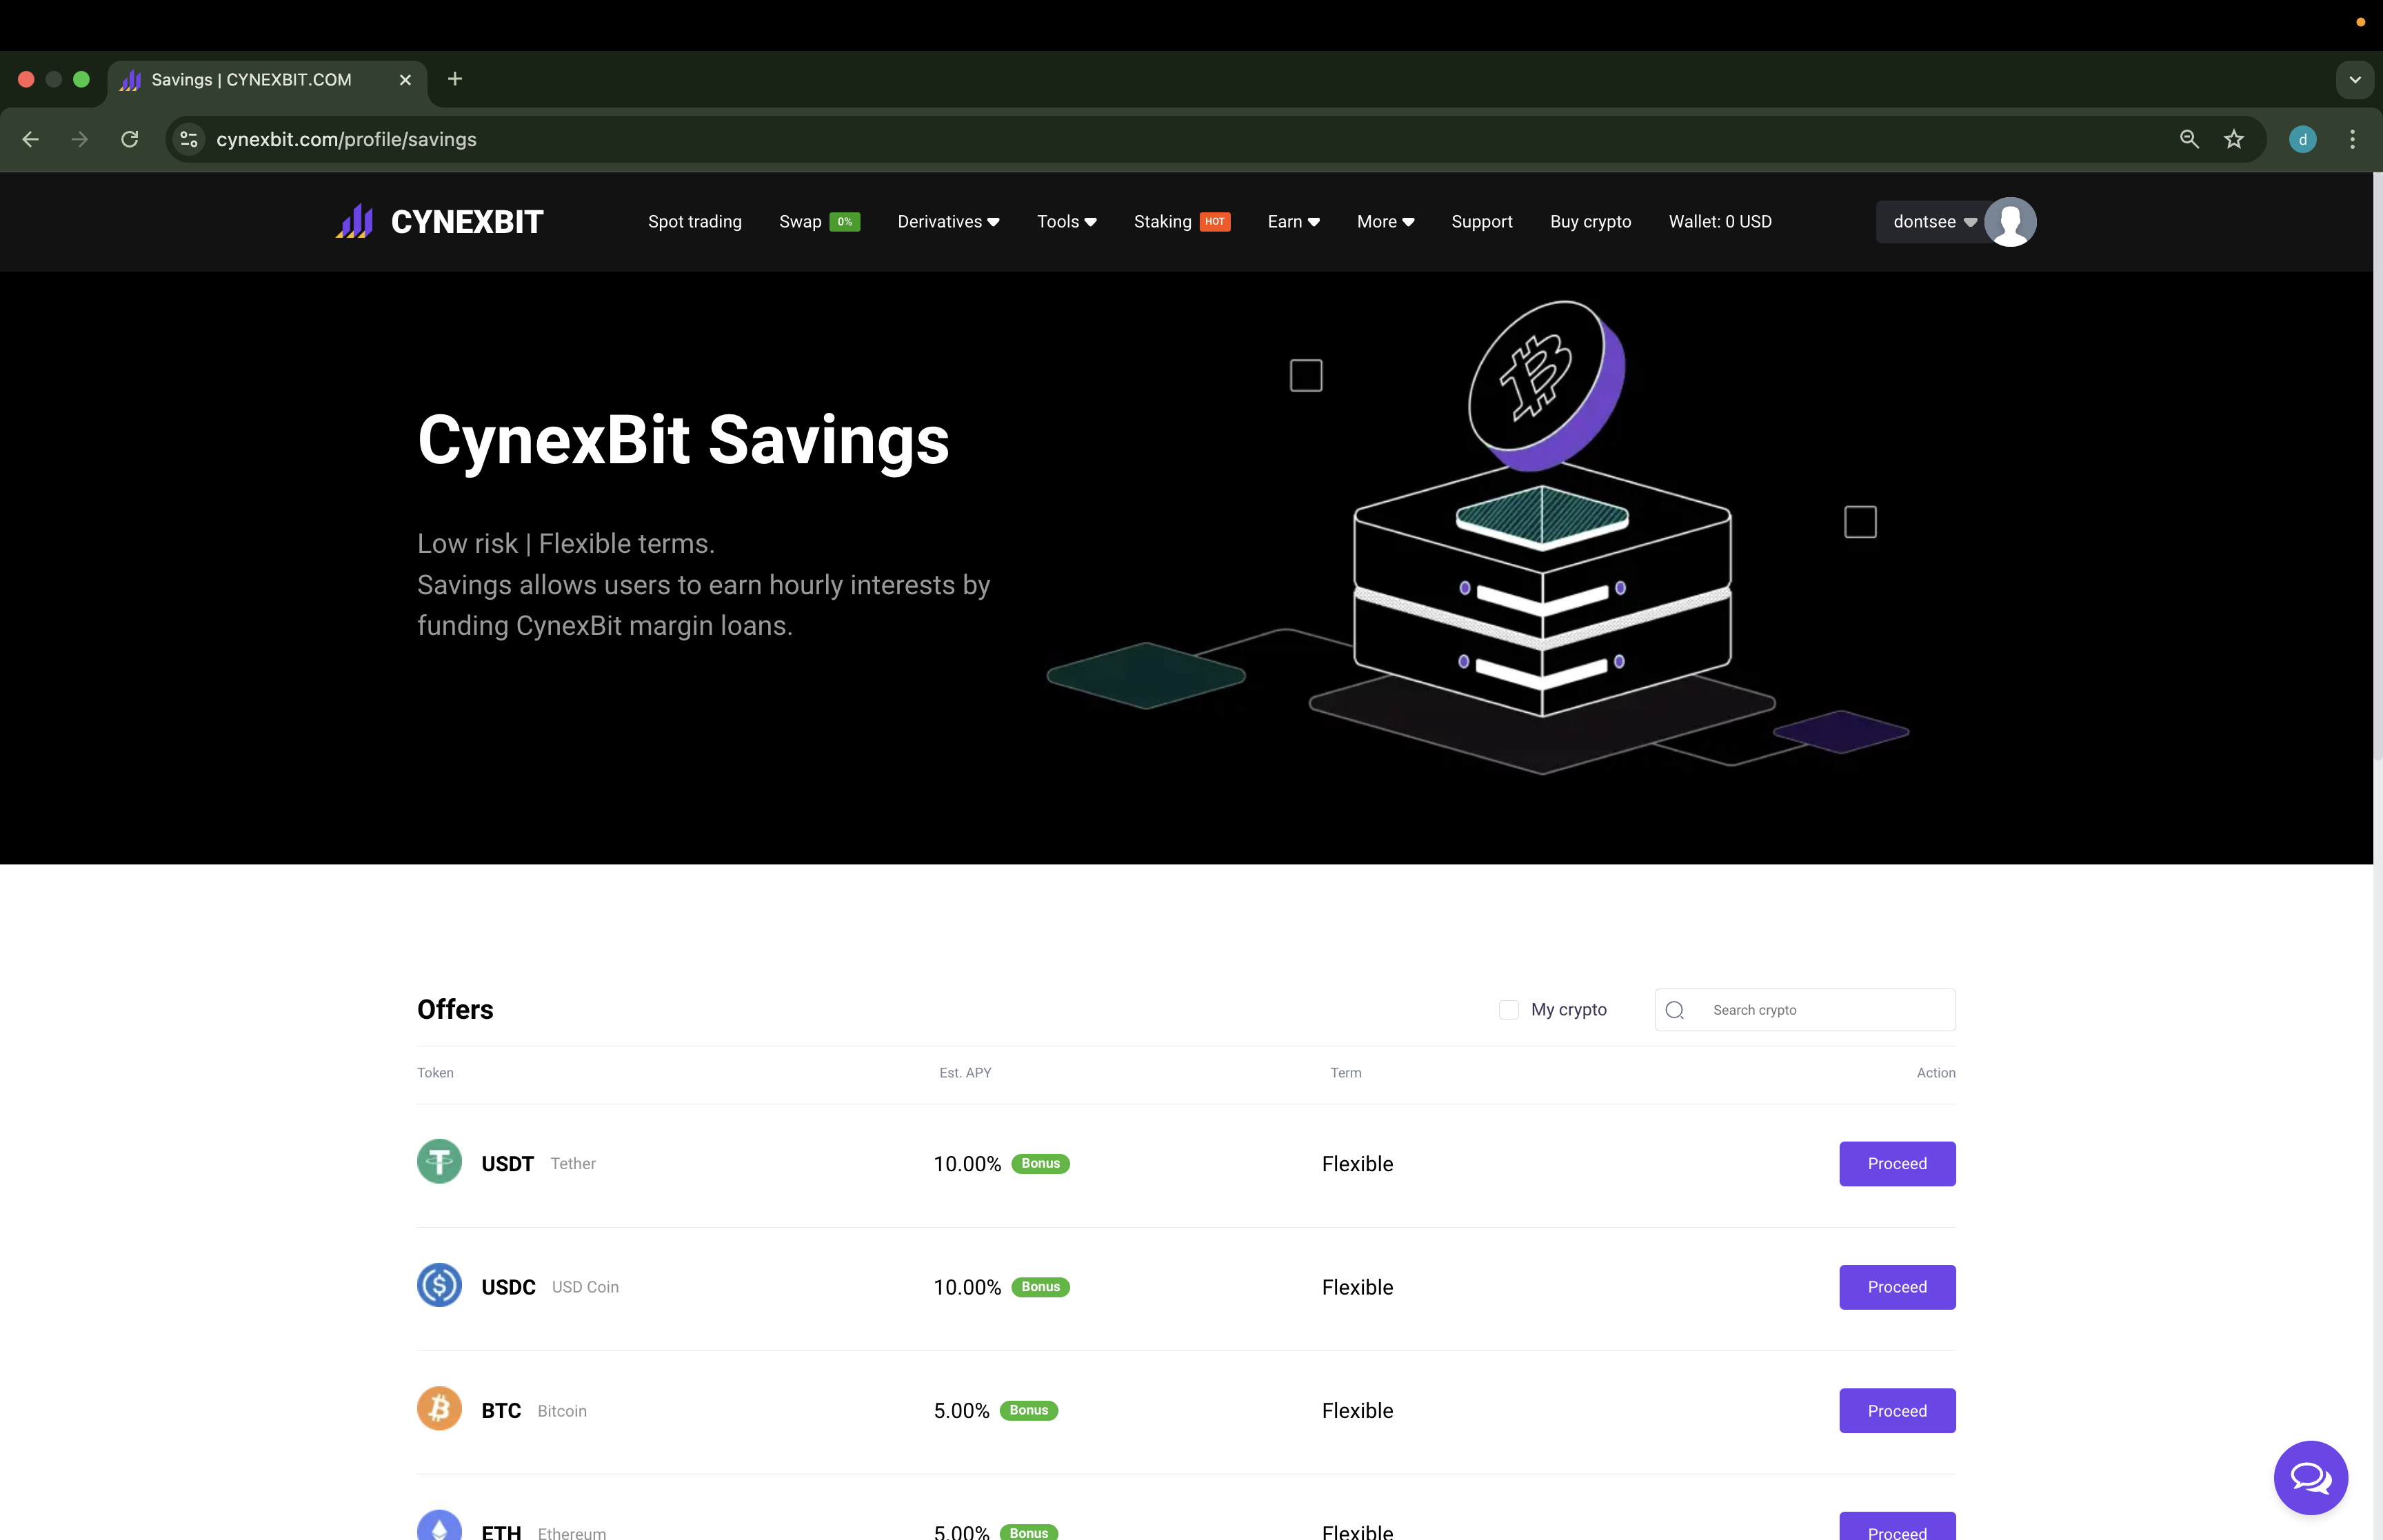 Savings | CYNEXBIT.COM
cynexbit.com/profile/savings
d
CYNEXBIT
Spot trading
Swap 0%
Derivatives
Tools
Staking HOT
Earn
More
Support
Buy crypto
Wallet: 0 USD
dontsee
CynexBit Savings
Low risk | Flexible terms.
Savings allows users to earn hourly interests by
funding CynexBit margin loans.
Offers
My crypto
Search crypto
Token Est. APY Term Action
USDT Tether 10.00% Bonus Flexible Proceed
USDC USD Coin 10.00% Bonus Flexible Proceed
BTC Bitcoin 5.00% Bonus Flexible Proceed
ETH Ethereum 5.00% Bonus Flexible Proceed